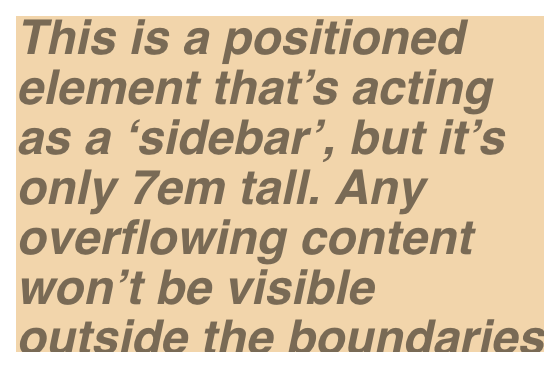 This is a positioned
element that’s acting
as a ‘sidebar’, but it’s
only 7em tall. Any
overflowing content
won’t be visible
outside the boundaries